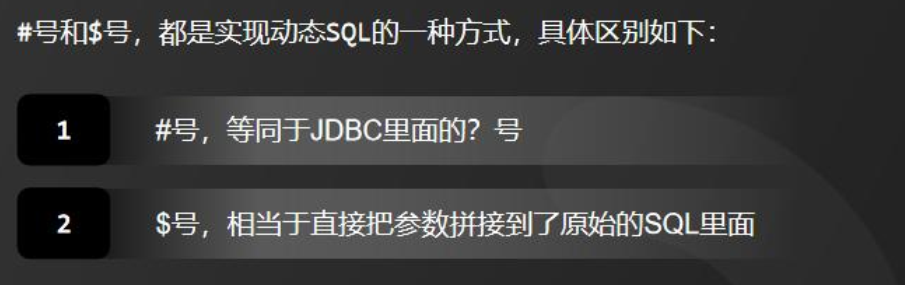 #号和$号，都是实现动态SQL的一种方式，具体区别如下：
1 #号，等同于JDBC里面的？号
2 $号，相当于直接把参数拼接到了原始的SQL里面